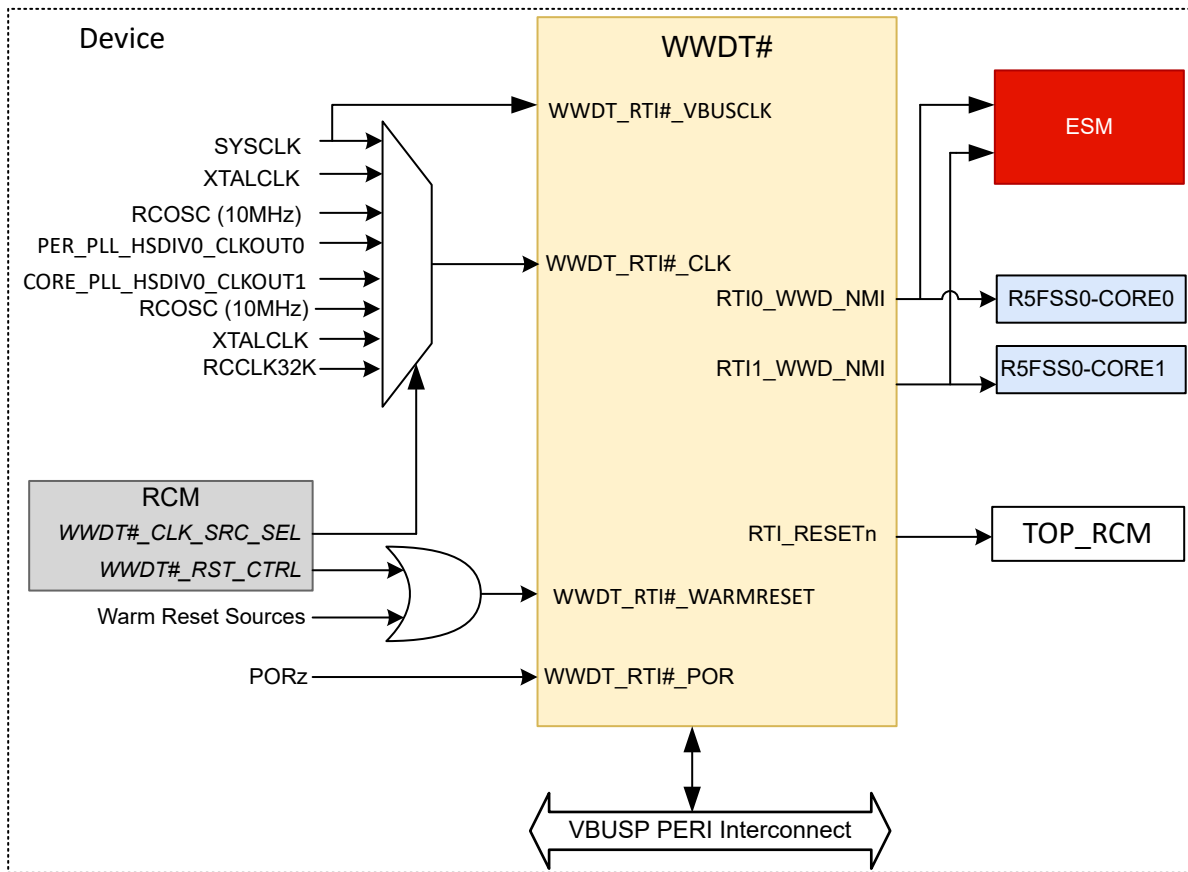 Device
WWDT#
WWDT_RTI#_VBUSCLK
ESM
SYSCLK
XTALCLK
RCOSC (10MHz)
PER_PLL_HSDIV0_CLKOUT0
CORE_PLL_HSDIV0_CLKOUT1
RCOSC (10MHz)
XTALCLK
RCCLK32K
WWDT_RTI#_CLK
RTI0_WWD_NMI
R5FSS0-CORE0
RTI1_WWD_NMI
R5FSS0-CORE1
RCM
WWDT#_CLK_SRC_SEL
WWDT#_RST_CTRL
Warm Reset Sources
RTI_RESETn
TOP_RCM
WWDT_RTI#_WARMRESET
PORz
WWDT_RTI#_POR
VBUSP PERI Interconnect